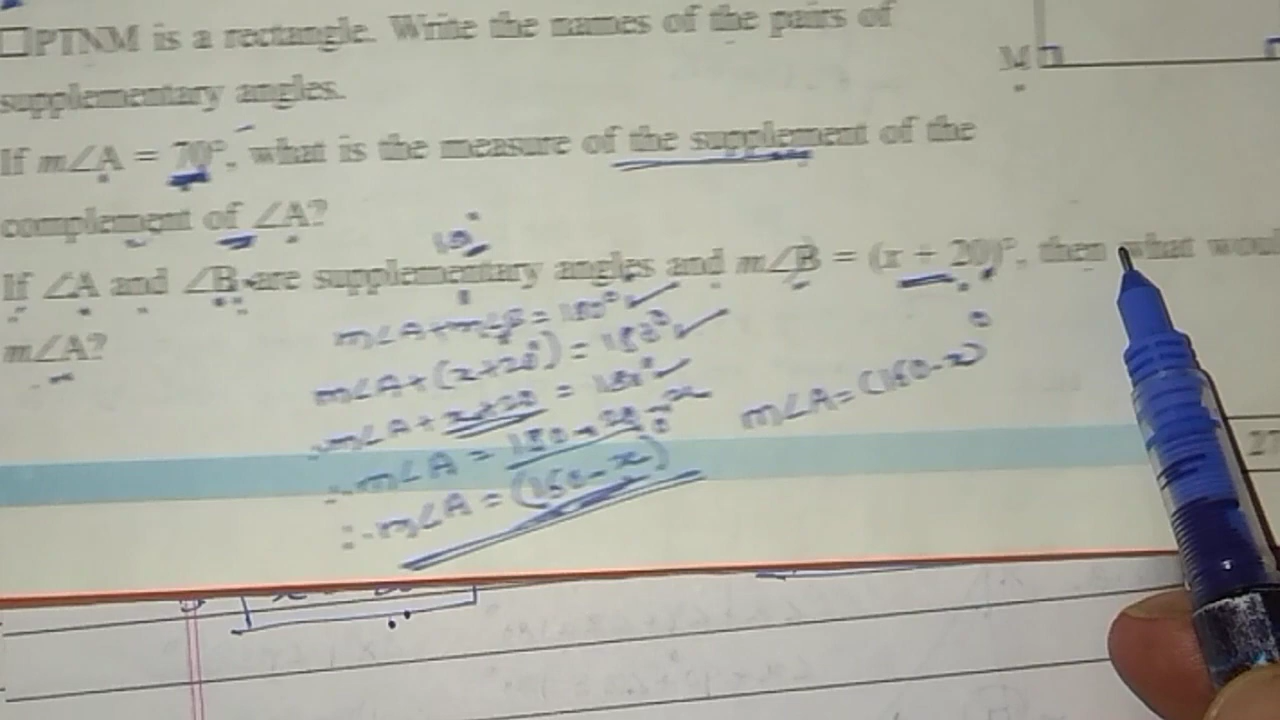 □PTNM is a rectangle. Write the names of the pairs of
supplementary angles.
M
If m∠A = 70°, what is the measure of the supplement of the
complement of ∠A?
If ∠A and ∠B are supplementary angles and m∠B = (x + 20)°, then what woul
m∠A?
m∠A+m∠B = 180°
m∠A+(x+20°) = 180°
∴m∠A+x+20 = 180°
∴m∠A = 180-20-x
∴m∠A = (160-x)°
m∠A=(160-x)°
27